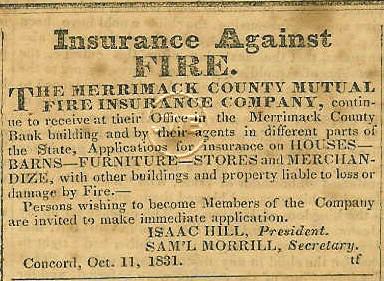 Insurance Against
FIRE.
THE MERRIMACK COUNTY MUTUAL
FIRE INSURANCE COMPANY, contin-
ue to receive at their Office in the Merrimack County
Bank building and by their agents in different parts of
the State, Applications for insurance on HOUSES—
BARNS—FURNITURE—STORES and MERCHAN-
DIZE, with other buildings and property liable to loss or
damage by Fire.—
Persons wishing to become Members of the Company
are invited to make immediate application.
ISAAC HILL, President.
SAM'L MORRILL, Secretary.
Concord, Oct. 11, 1831. tf